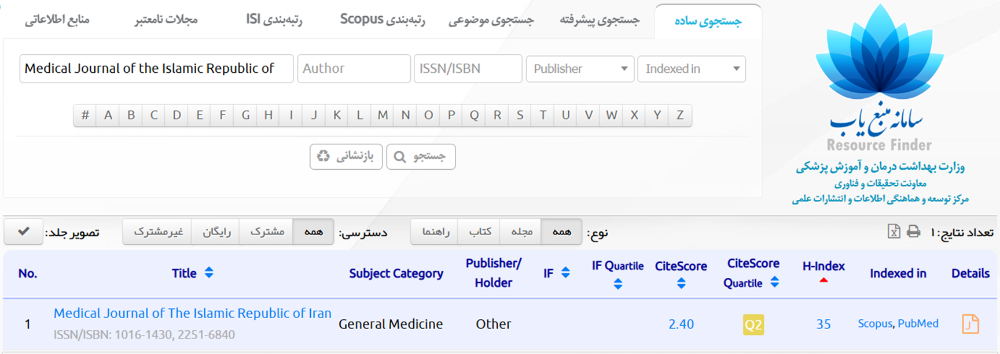 جستجوی ساده
جستجوی پیشرفته
جستجوی موضوعی
رتبه‌بندی Scopus
رتبه‌بندی ISI
مجلات نامعتبر
منابع اطلاعاتی
Medical Journal of the Islamic Republic of
Author
ISSN/ISBN
Publisher
Indexed in
# A B C D E F G H I J K L M N O P Q R S T U V W X Y Z
جستجو
بازنشانی
سامانه منبع یاب
Resource Finder
وزارت بهداشت درمان و آموزش پزشکی
معاونت تحقیقات و فناوری
مرکز توسعه و هماهنگی اطلاعات و انتشارات علمی
تعداد نتایج: ۱
نوع: همه مجله کتاب راهنما
دسترسی: همه مشترک رایگان غیرمشترک
تصویر جلد:
No. Title Subject Category Publisher/ Holder IF IF Quartile CiteScore CiteScore Quartile H-Index Indexed in Details
1 Medical Journal of The Islamic Republic of Iran General Medicine Other 2.40 Q2 35 Scopus, PubMed
ISSN/ISBN: 1016-1430, 2251-6840